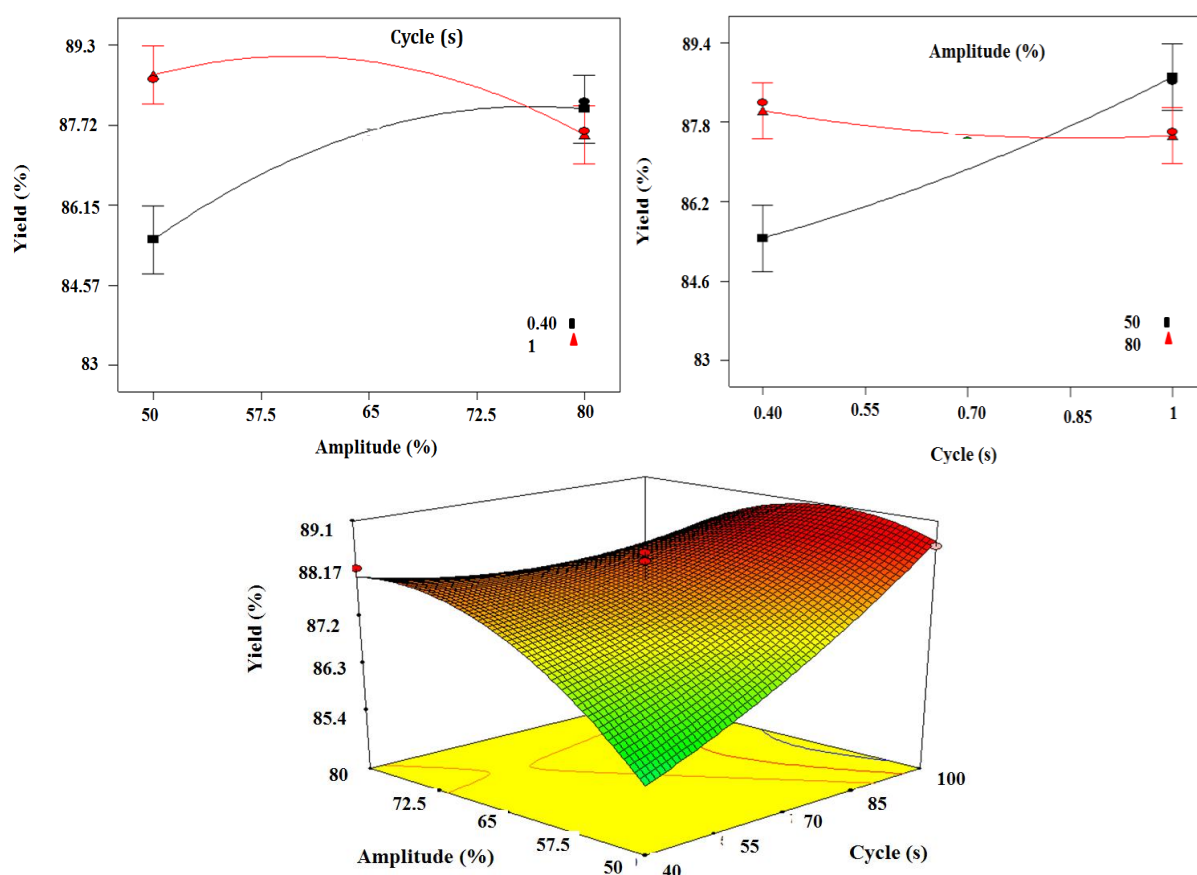 Cycle (s)
89.3
87.72
86.15
84.57
83
Yield (%)
0.40
1
50 57.5 65 72.5 80
Amplitude (%)
Amplitude (%)
89.4
87.8
86.2
84.6
83
Yield (%)
50
80
0.40 0.55 0.70 0.85 1
Cycle (s)
89.1
88.17
87.2
86.3
85.4
Yield (%)
80
72.5
65
57.5
50
Amplitude (%)
40
55
70
85
100
Cycle (s)